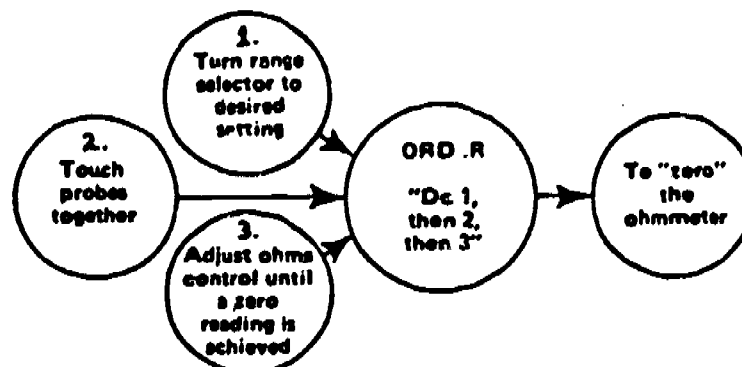 1.
Turn range
selector to
desired
setting
2.
Touch
probes
together
3.
Adjust ohms
control until
a zero
reading is
achieved
ORD .R
"Do 1,
then 2,
then 3"
To "zero"
the
ohmmeter